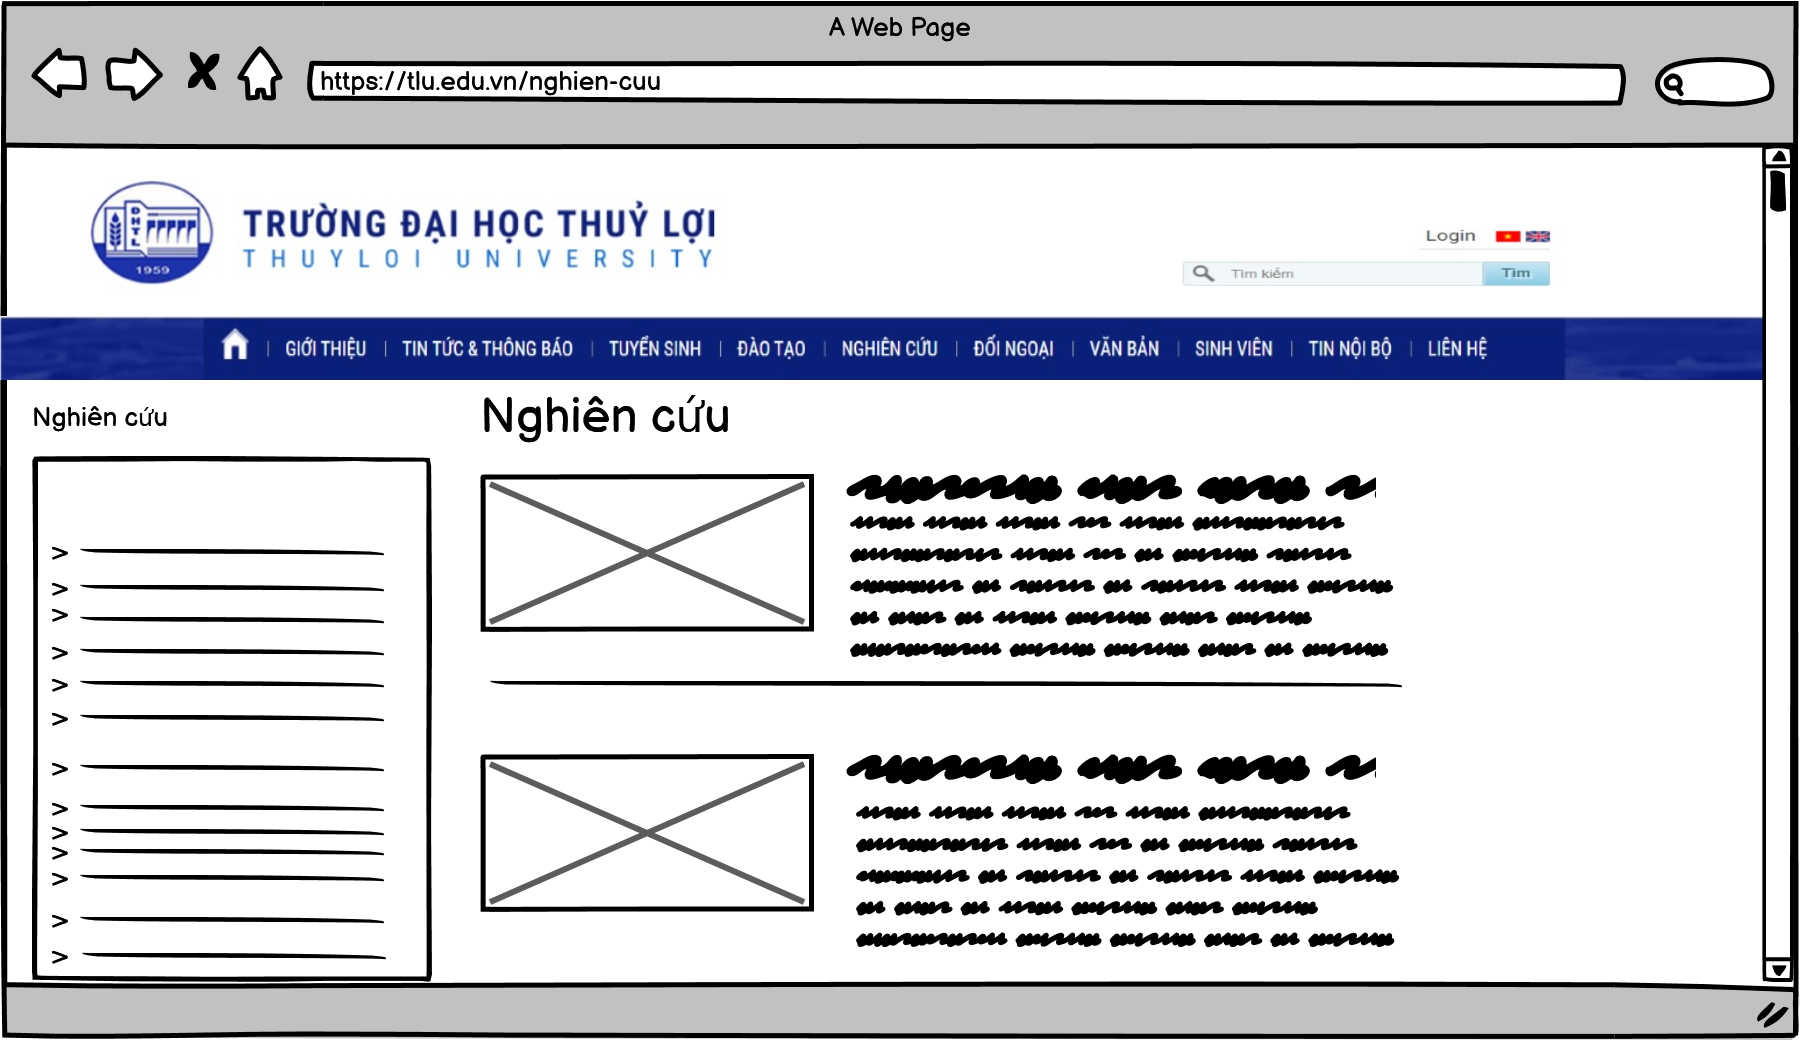 A Web Page
https://tlu.edu.vn/nghien-cuu
ĐHTL
1959
TRƯỜNG ĐẠI HỌC THUỶ LỢI
THUYLOI UNIVERSITY
Login
Tìm kiếm
Tìm
GIỚI THIỆU | TIN TỨC & THÔNG BÁO | TUYỂN SINH | ĐÀO TẠO | NGHIÊN CỨU | ĐỐI NGOẠI | VĂN BẢN | SINH VIÊN | TIN NỘI BỘ | LIÊN HỆ
Nghiên cứu
Nghiên cứu